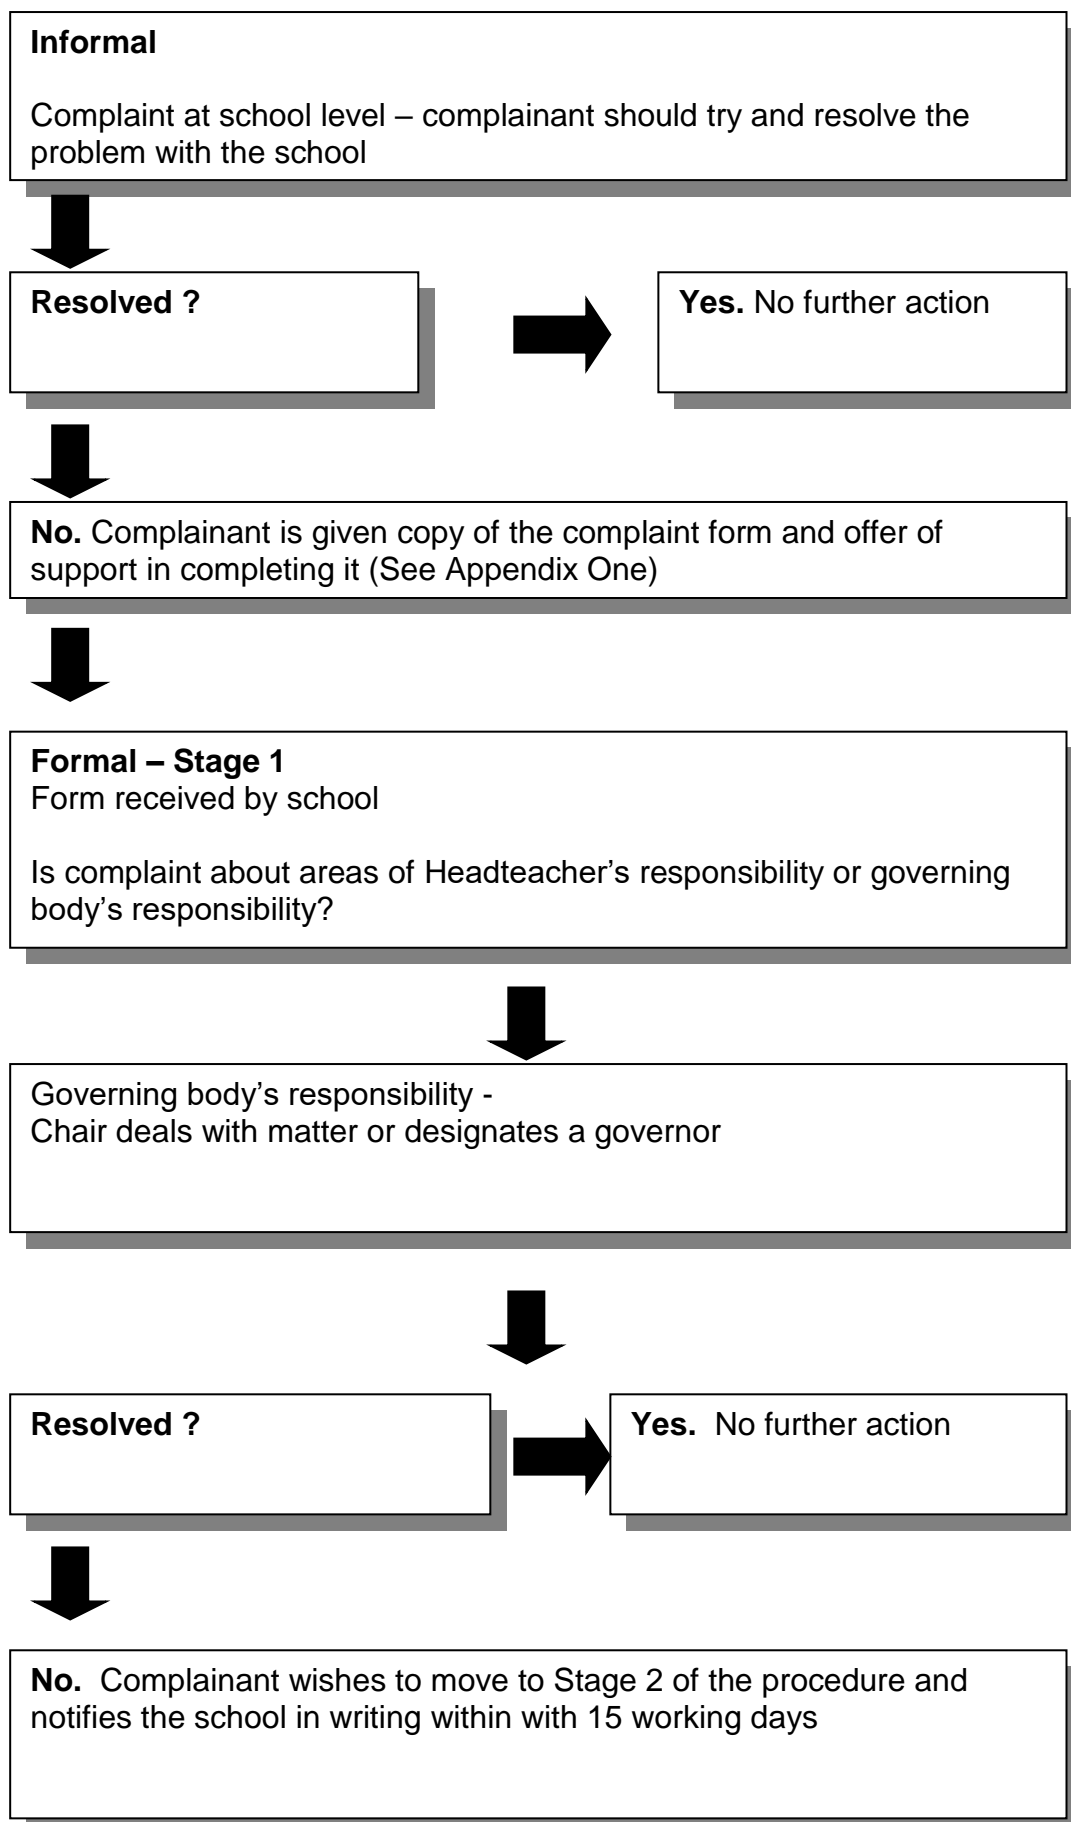 Informal
Complaint at school level – complainant should try and resolve the
problem with the school
Resolved ?
Yes. No further action
No. Complainant is given copy of the complaint form and offer of
support in completing it (See Appendix One)
Formal – Stage 1
Form received by school
Is complaint about areas of Headteacher’s responsibility or governing
body’s responsibility?
Governing body’s responsibility -
Chair deals with matter or designates a governor
Resolved ?
Yes.  No further action
No.  Complainant wishes to move to Stage 2 of the procedure and
notifies the school in writing within with 15 working days